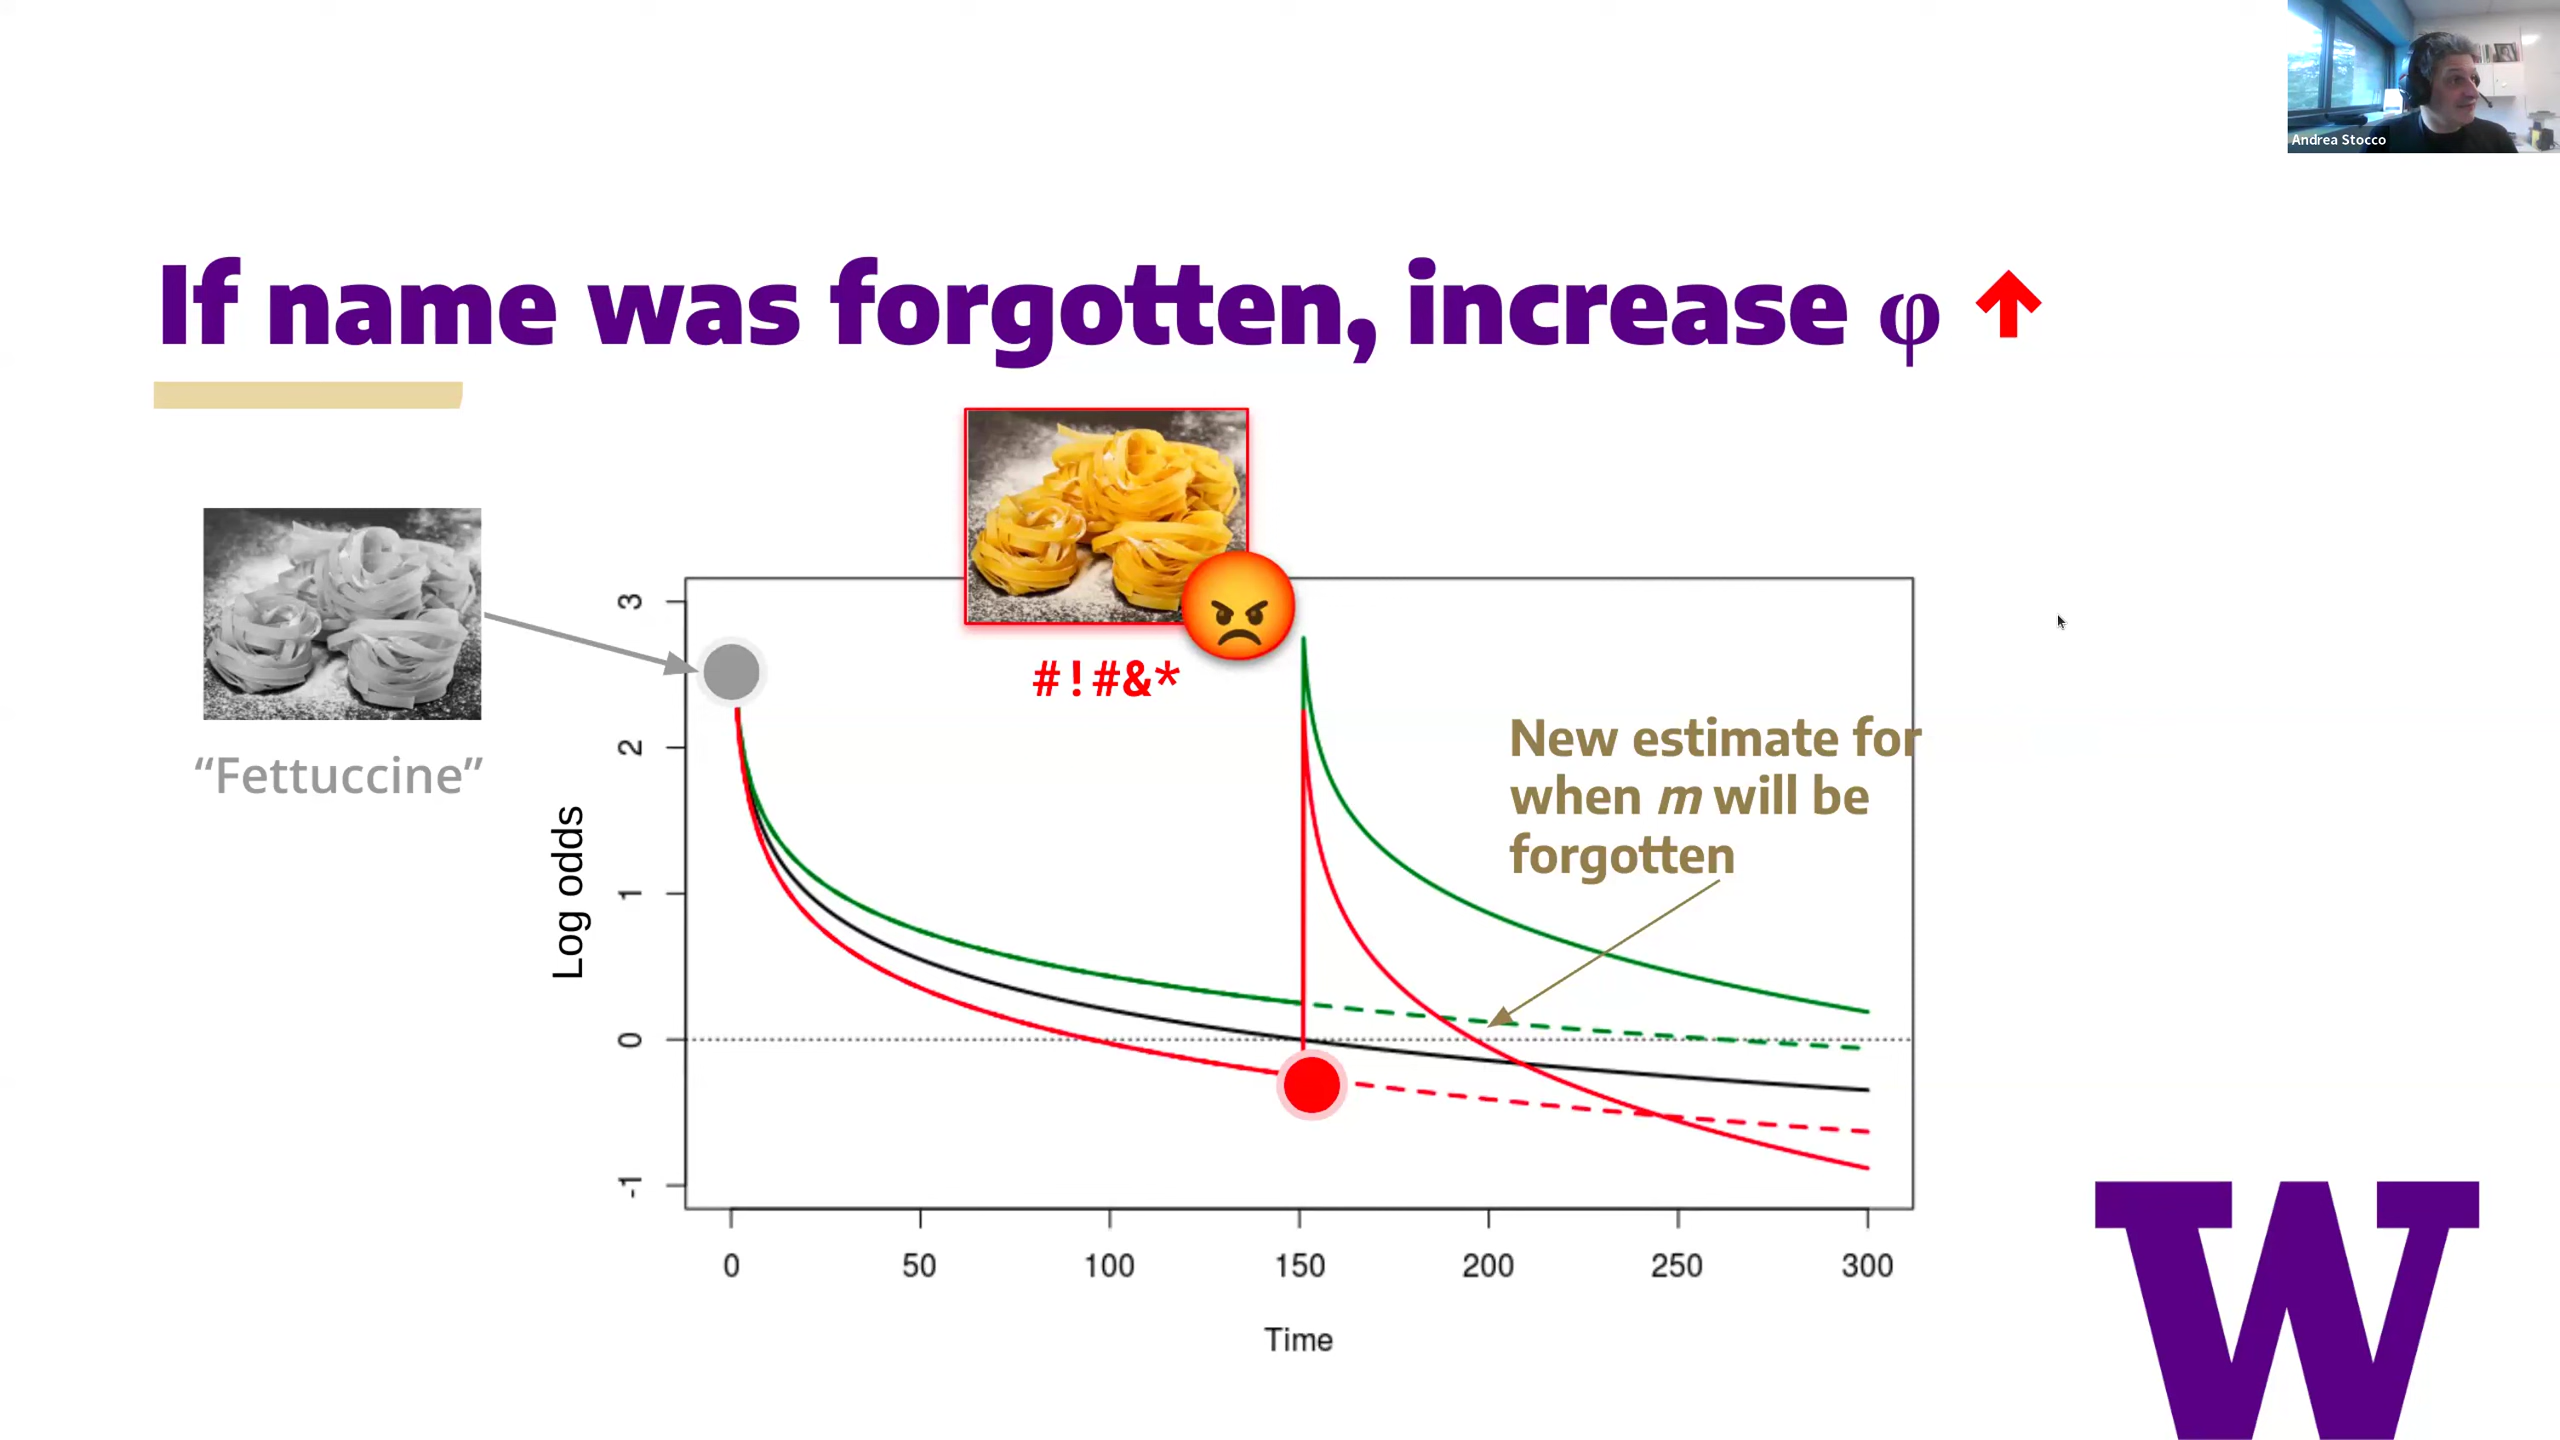 Andrea Stocco
If name was forgotten, increase φ ↑
“Fettuccine”
#!#&*
New estimate for
when m will be
forgotten
Log odds
3
2
1
0
-1
0 50 100 150 200 250 300
Time
W